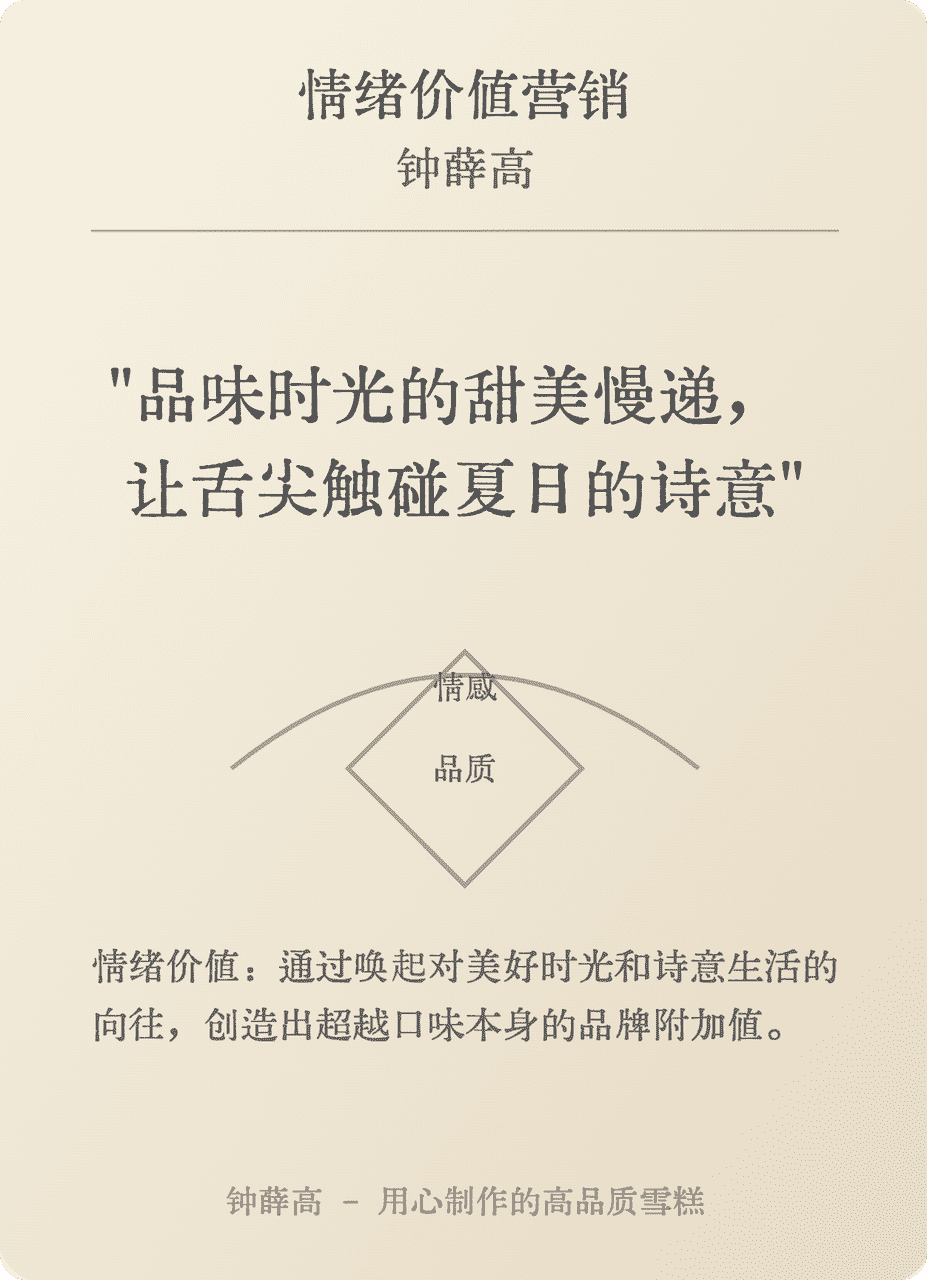 情绪价值营销
钟薛高
"品味时光的甜美慢递，
让舌尖触碰夏日的诗意"
情感
品质
情绪价值：通过唤起对美好时光和诗意生活的
向往，创造出超越口味本身的品牌附加值。
钟薛高 - 用心制作的高品质雪糕